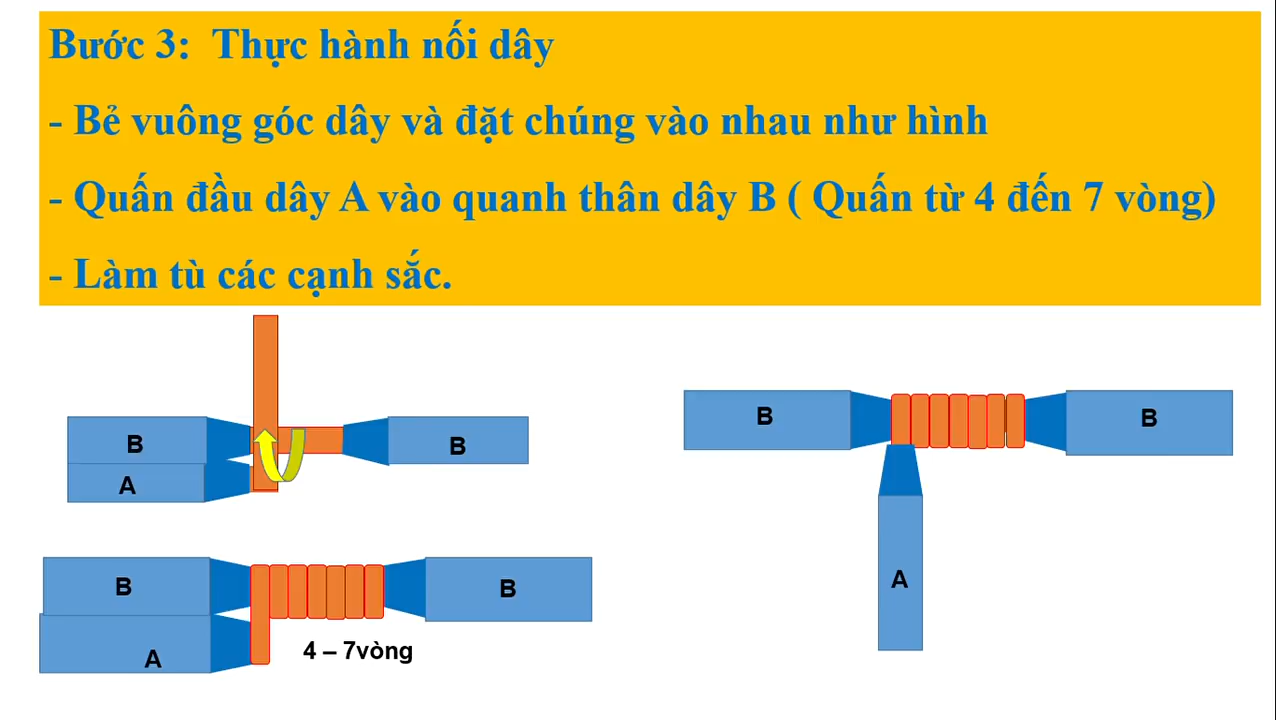 Bước 3: Thực hành nối dây
- Bẻ vuông góc dây và đặt chúng vào nhau như hình
- Quấn đầu dây A vào quanh thân dây B ( Quấn từ 4 đến 7 vòng)
- Làm tù các cạnh sắc.
B
B
A
B
B
A
B
B
A
4 – 7vòng